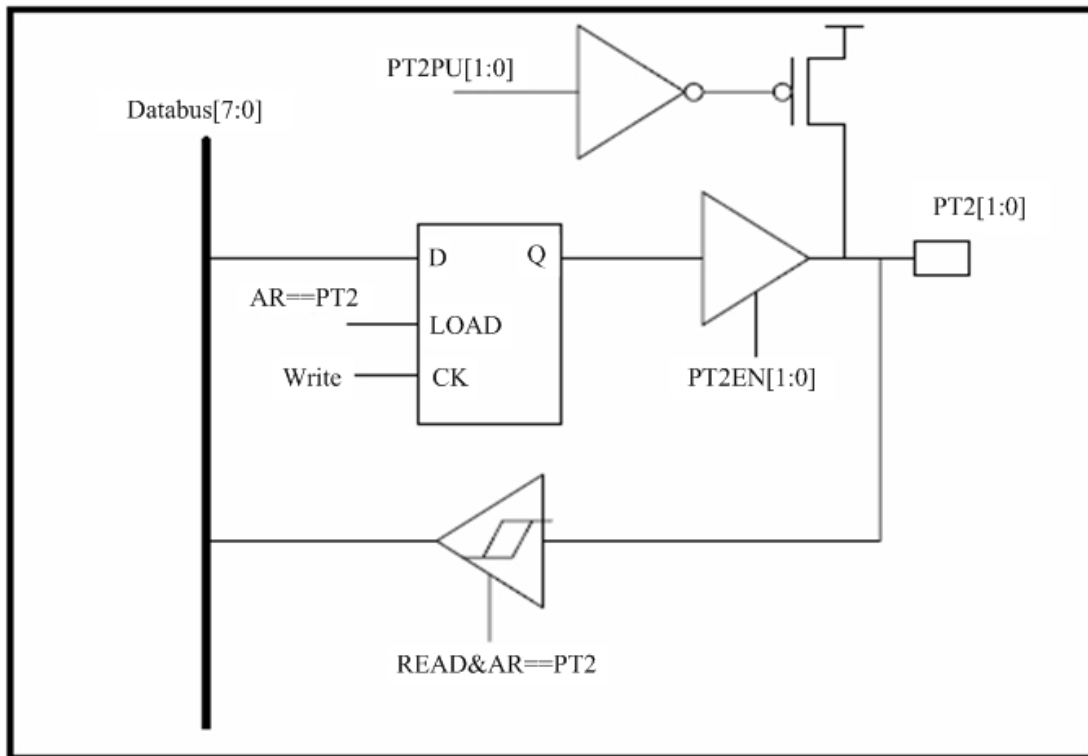 PT2PU[1:0]
Databus[7:0]
PT2[1:0]
D
Q
AR==PT2
LOAD
Write
CK
PT2EN[1:0]
READ&AR==PT2